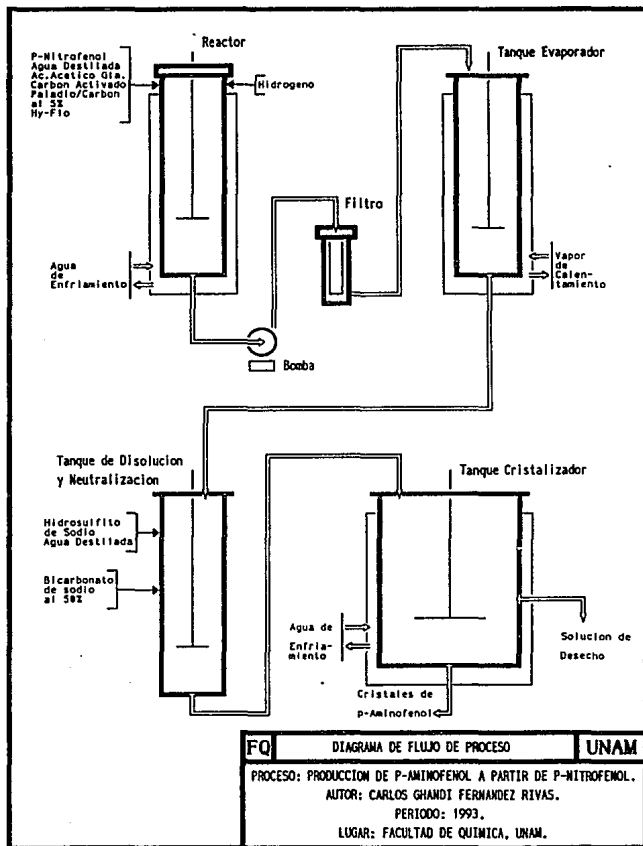 Reactor
P-Nitrofenol
Agua Destilada
Ac.Acetico Gla.
Carbon Activado
Paladio/Carbon
al 5%
Hy-Flo
Hidrogeno
Tanque Evaporador
Filtro
Agua
de
Enfriamiento
Bomba
Vapor
de
Calen-
tamiento
Tanque de Disolucion
y Neutralizacion
Hidrosulfito
de Sodio
Agua Destilada
Bicarbonato
de sodio
al 50%
Tanque Cristalizador
Agua de
Enfria-
miento
Solucion de
Desecho
Cristales de
p-Aminofenol
FQ DIAGRAMA DE FLUJO DE PROCESO UNAM
PROCESO: PRODUCCION DE P-AMINOFENOL A PARTIR DE P-NITROFENOL.
AUTOR: CARLOS GHANDI FERNANDEZ RIVAS.
PERIODO: 1993.
LUGAR: FACULTAD DE QUIMICA, UNAM.